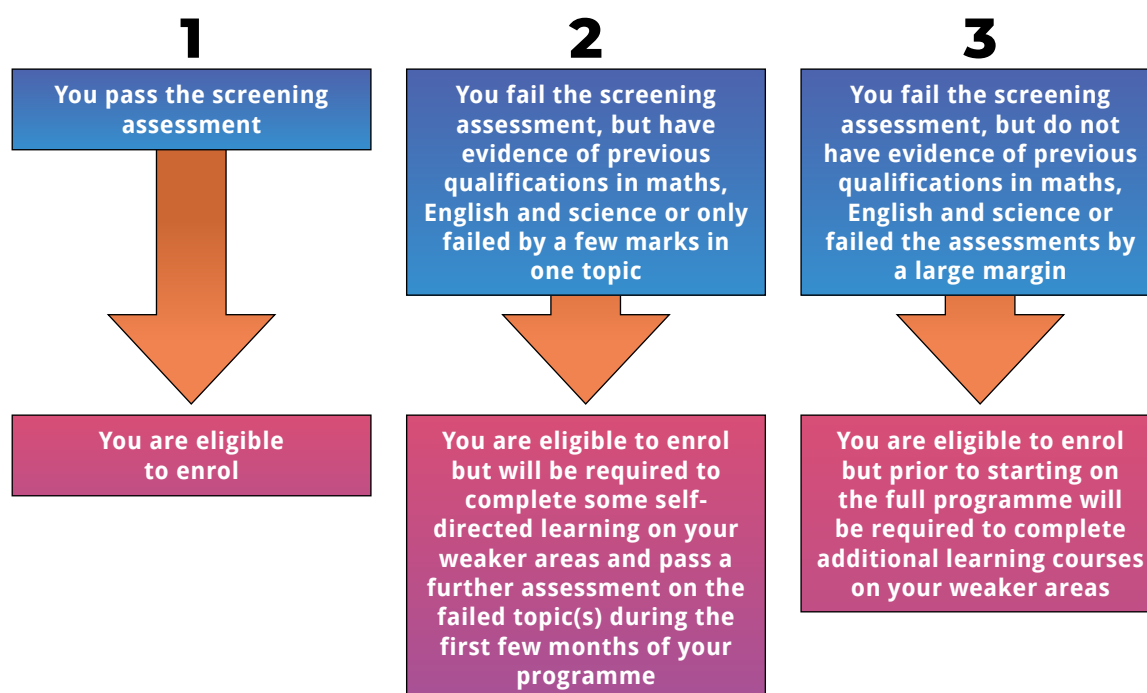 1
You pass the screening
assessment
You are eligible
to enrol
2
You fail the screening
assessment, but have
evidence of previous
qualifications in maths,
English and science or only
failed by a few marks in
one topic
You are eligible to enrol
but will be required to
complete some self-
directed learning on your
weaker areas and pass a
further assessment on the
failed topic(s) during the
first few months of your
programme
3
You fail the screening
assessment, but do not
have evidence of previous
qualifications in maths,
English and science or
failed the assessments by
a large margin
You are eligible to enrol
but prior to starting on
the full programme will
be required to complete
additional learning courses
on your weaker areas